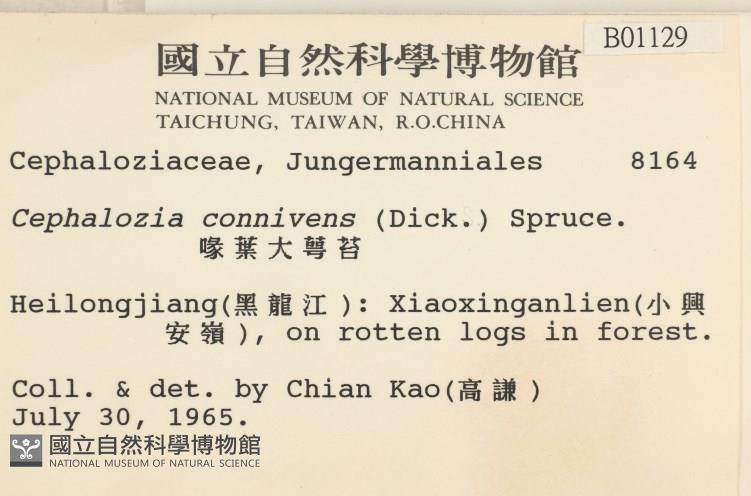 B01129
國立自然科學博物館
NATIONAL MUSEUM OF NATURAL SCIENCE
TAICHUNG, TAIWAN, R.O.CHINA
Cephaloziaceae, Jungermanniales 8164
Cephalozia connivens (Dick.) Spruce.
喙葉大萼苔
Heilongjiang(黑龍江): Xiaoxinganlien(小興
安嶺), on rotten logs in forest.
Coll. & det. by Chian Kao(高謙)
July 30, 1965.
國立自然科學博物館
NATIONAL MUSEUM OF NATURAL SCIENCE